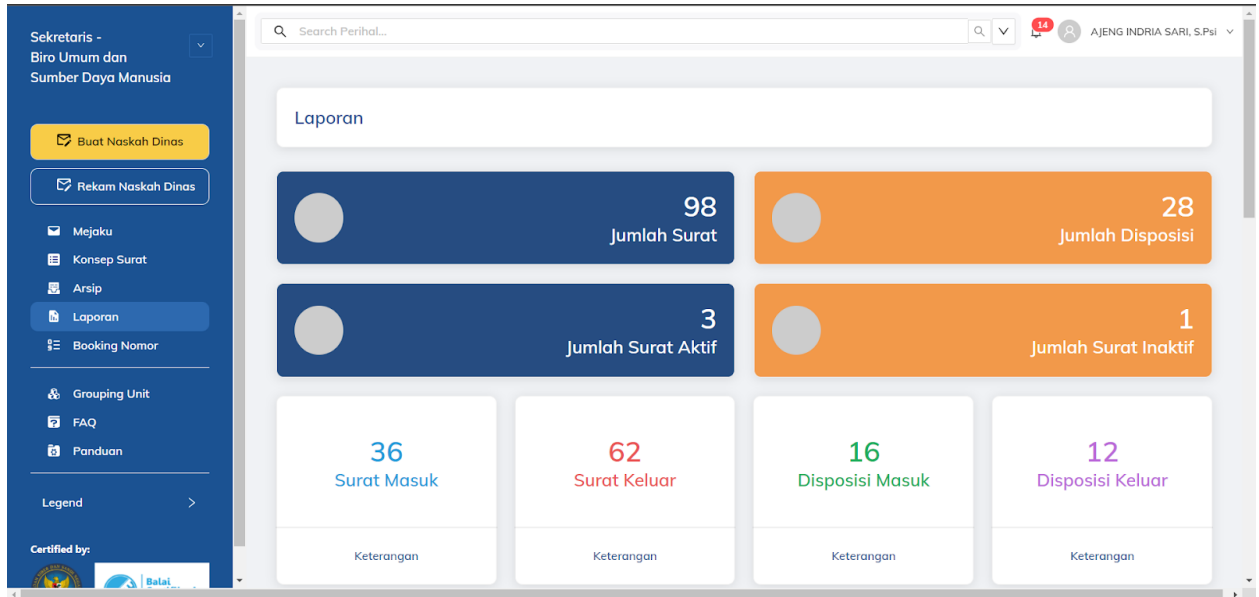 Sekretaris -
Biro Umum dan
Sumber Daya Manusia
Buat Naskah Dinas
Rekam Naskah Dinas
Mejaku
Konsep Surat
Arsip
Laporan
Booking Nomor
Grouping Unit
FAQ
Panduan
Legend
Certified by:
Balai
Search Perihal...
14
AJENG INDRIA SARI, S.Psi
Laporan
98
Jumlah Surat
28
Jumlah Disposisi
3
Jumlah Surat Aktif
1
Jumlah Surat Inaktif
36
Surat Masuk
Keterangan
62
Surat Keluar
Keterangan
16
Disposisi Masuk
Keterangan
12
Disposisi Keluar
Keterangan